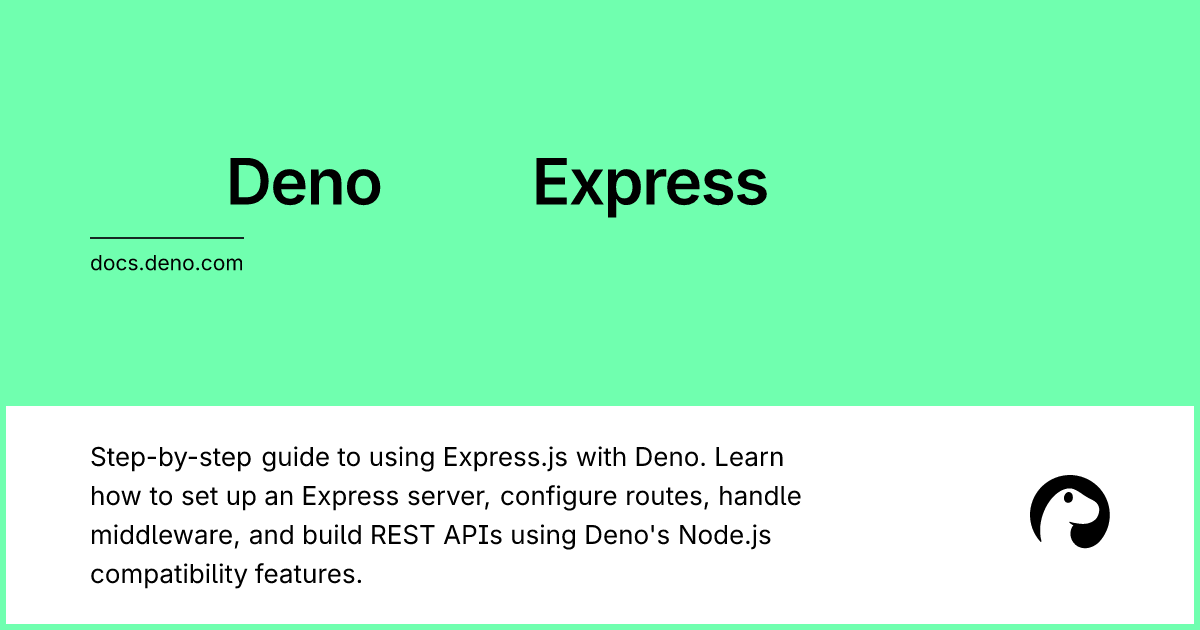 Deno Express
docs.deno.com
Step-by-step guide to using Express.js with Deno. Learn
how to set up an Express server, configure routes, handle
middleware, and build REST APIs using Deno's Node.js
compatibility features.